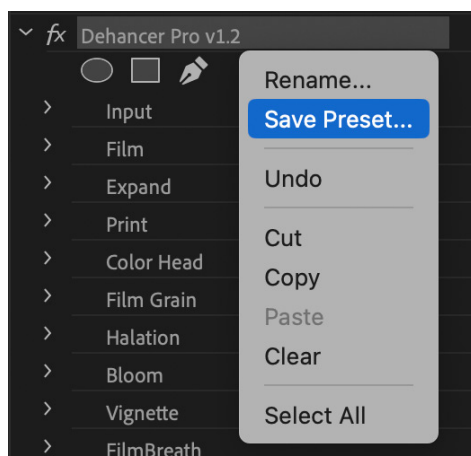 fx Dehancer Pro v1.2
Input
Film
Expand
Print
Color Head
Film Grain
Halation
Bloom
Vignette
FilmBreath
Rename...
Save Preset...
Undo
Cut
Copy
Paste
Clear
Select All